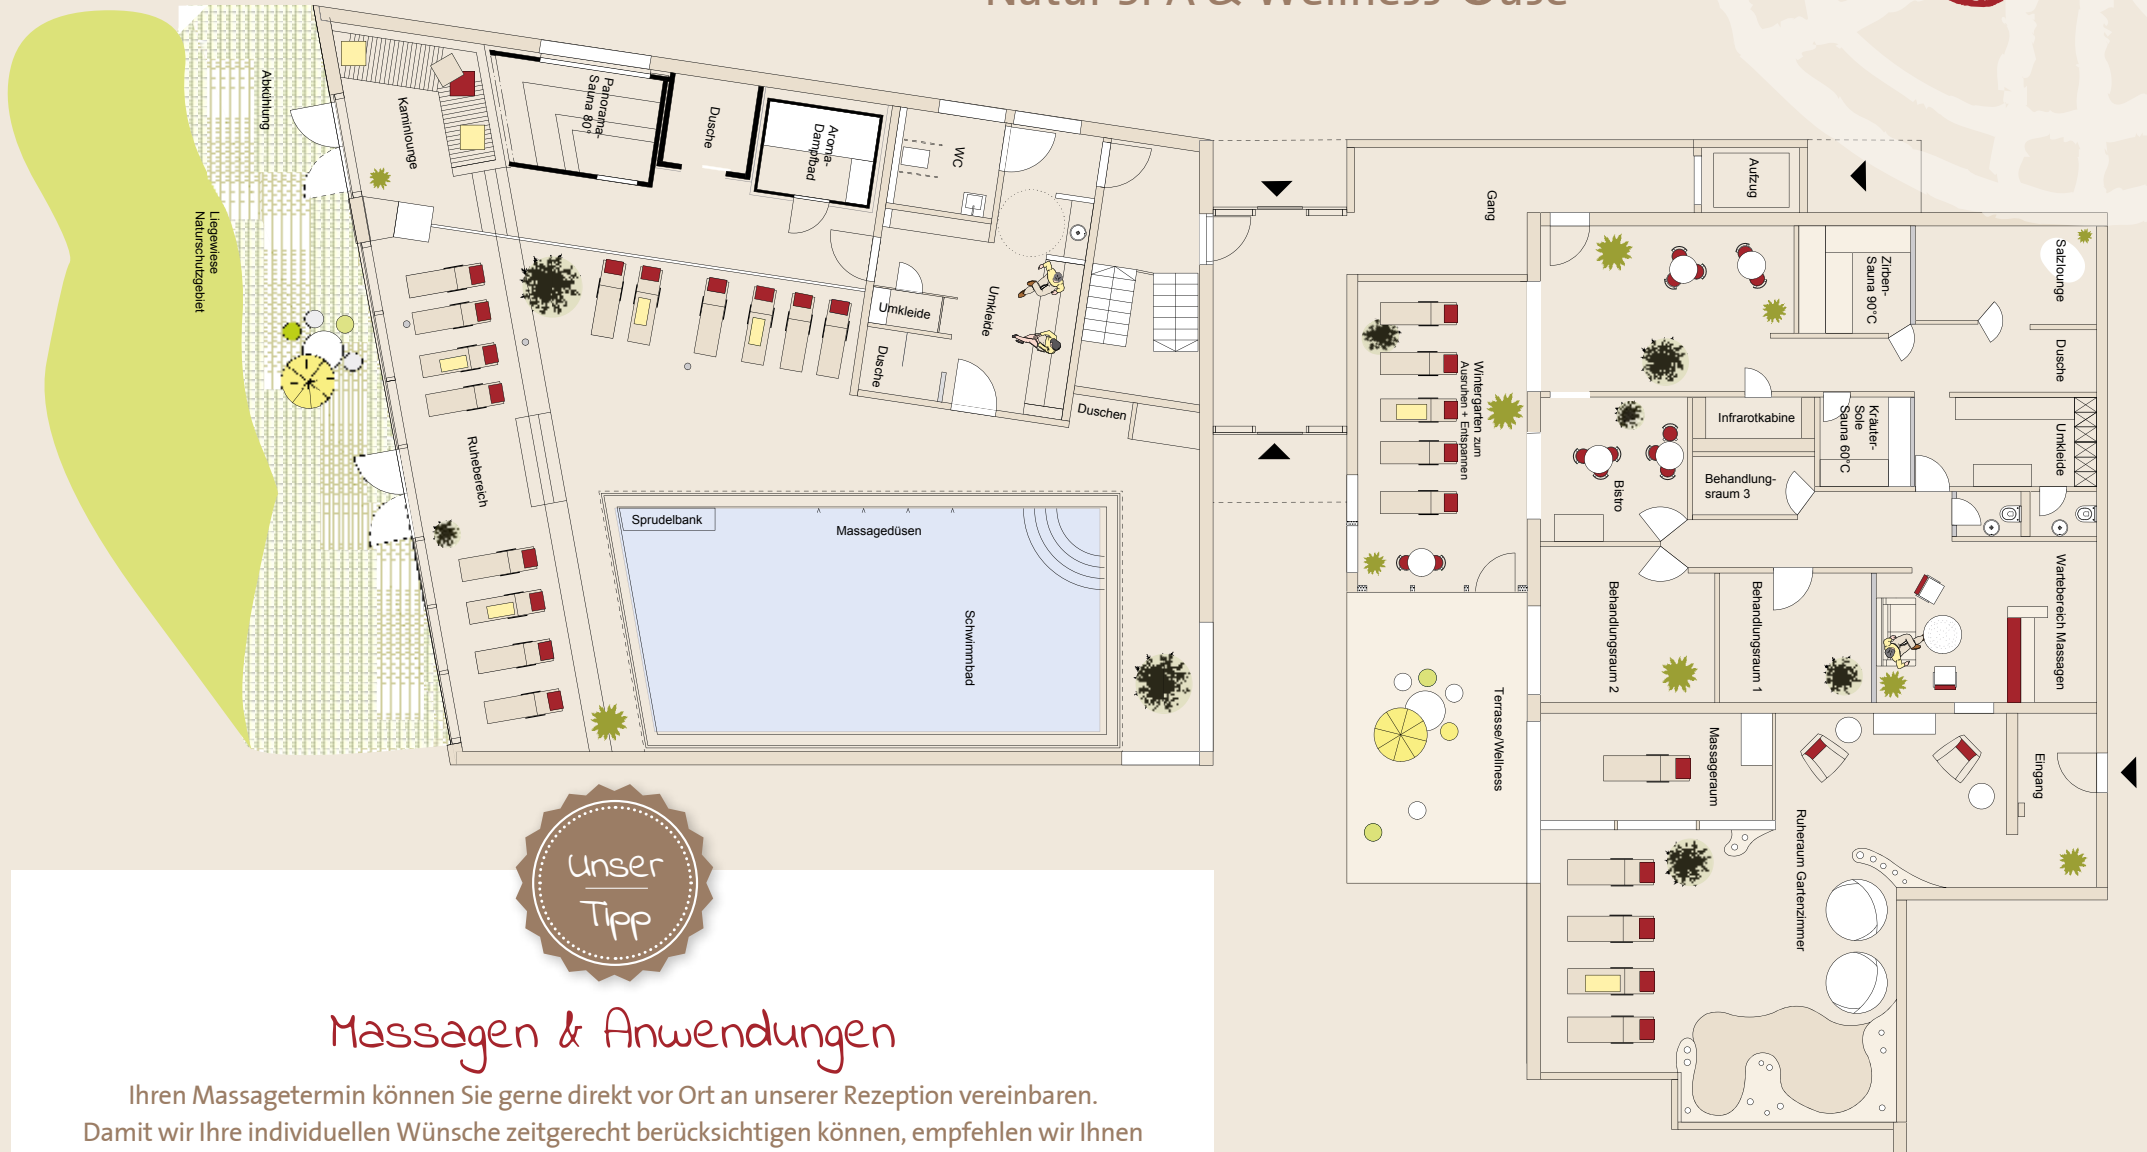 Natur SPA & Wellness-Oase
Abkühlung
Kaminlounge
Panorama-
Sauna 80°
Dusche
Aroma-
Dampfbad
WC
Gang
Aufzug
Liegewiese
Naturschutzgebiet
Umkleide
Umkleide
Dusche
Duschen
Ruhebereich
Sprudelbank
Massagedüsen
Schwimmbad
Wintergarten zum
Ausruhen + Entspannen
Zirben-
Sauna 90°C
Salzlounge
Dusche
Infrarotkabine
Kräuter-
Sole
Sauna 60°C
Umkleide
Bistro
Behandlung-
sraum 3
Behandlungsraum 2
Behandlungsraum 1
Wartebereich Massagen
Terrasse/Wellness
Massageraum
Eingang
Ruheraum Gartenzimmer
Unser
Tipp
Massagen & Anwendungen
Ihren Massagetermin können Sie gerne direkt vor Ort an unserer Rezeption vereinbaren.
Damit wir Ihre individuellen Wünsche zeitgerecht berücksichtigen können, empfehlen wir Ihnen